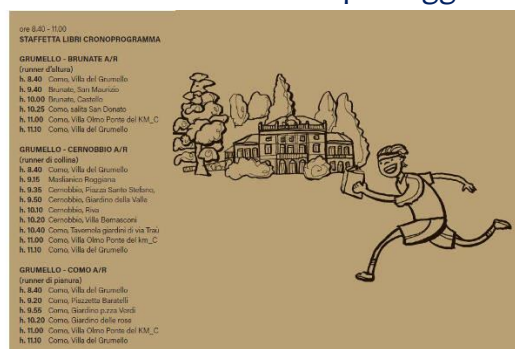 ore 8.40 - 11.00
STAFFETTA LIBRI CRONOPROGRAMMA
GRUMELLO - BRUNATE A/R
(runner d'altura)
h. 8.40 Como, Villa del Grumello
h. 9.40 Brunate, San Maurizio
h. 10.00 Brunate, Castello
h. 10.25 Como, salita San Donato
h. 11.00 Como, Villa Olmo Ponte del KM_C
h. 11.10 Como, Villa del Grumello
GRUMELLO - CERNOBBIO A/R
(runner di collina)
h. 8.40 Como, Villa del Grumello
h. 9.15 Maslianico Roggiana
h. 9.35 Cernobbio, Piazza Santo Stefano,
h. 9.50 Cernobbio, Giardino della Valle
h. 10.10 Cernobbio, Riva
h. 10.20 Cernobbio, Villa Bernasconi
h. 10.40 Como, Tavernola giardini di via Traù
h. 11.00 Como, Villa Olmo Ponte del km_C
h. 11.10 Como, Villa del Grumello
GRUMELLO - COMO A/R
(runner di pianura)
h. 8.40 Como, Villa del Grumello
h. 9.20 Como, Piazzetta Baratelli
h. 9.55 Como, Giardino p.zza Verdi
h. 10.20 Como, Giardino delle rose
h. 11.00 Como, Villa Olmo Ponte del KM_C
h. 11.10 Como, Villa del Grumello